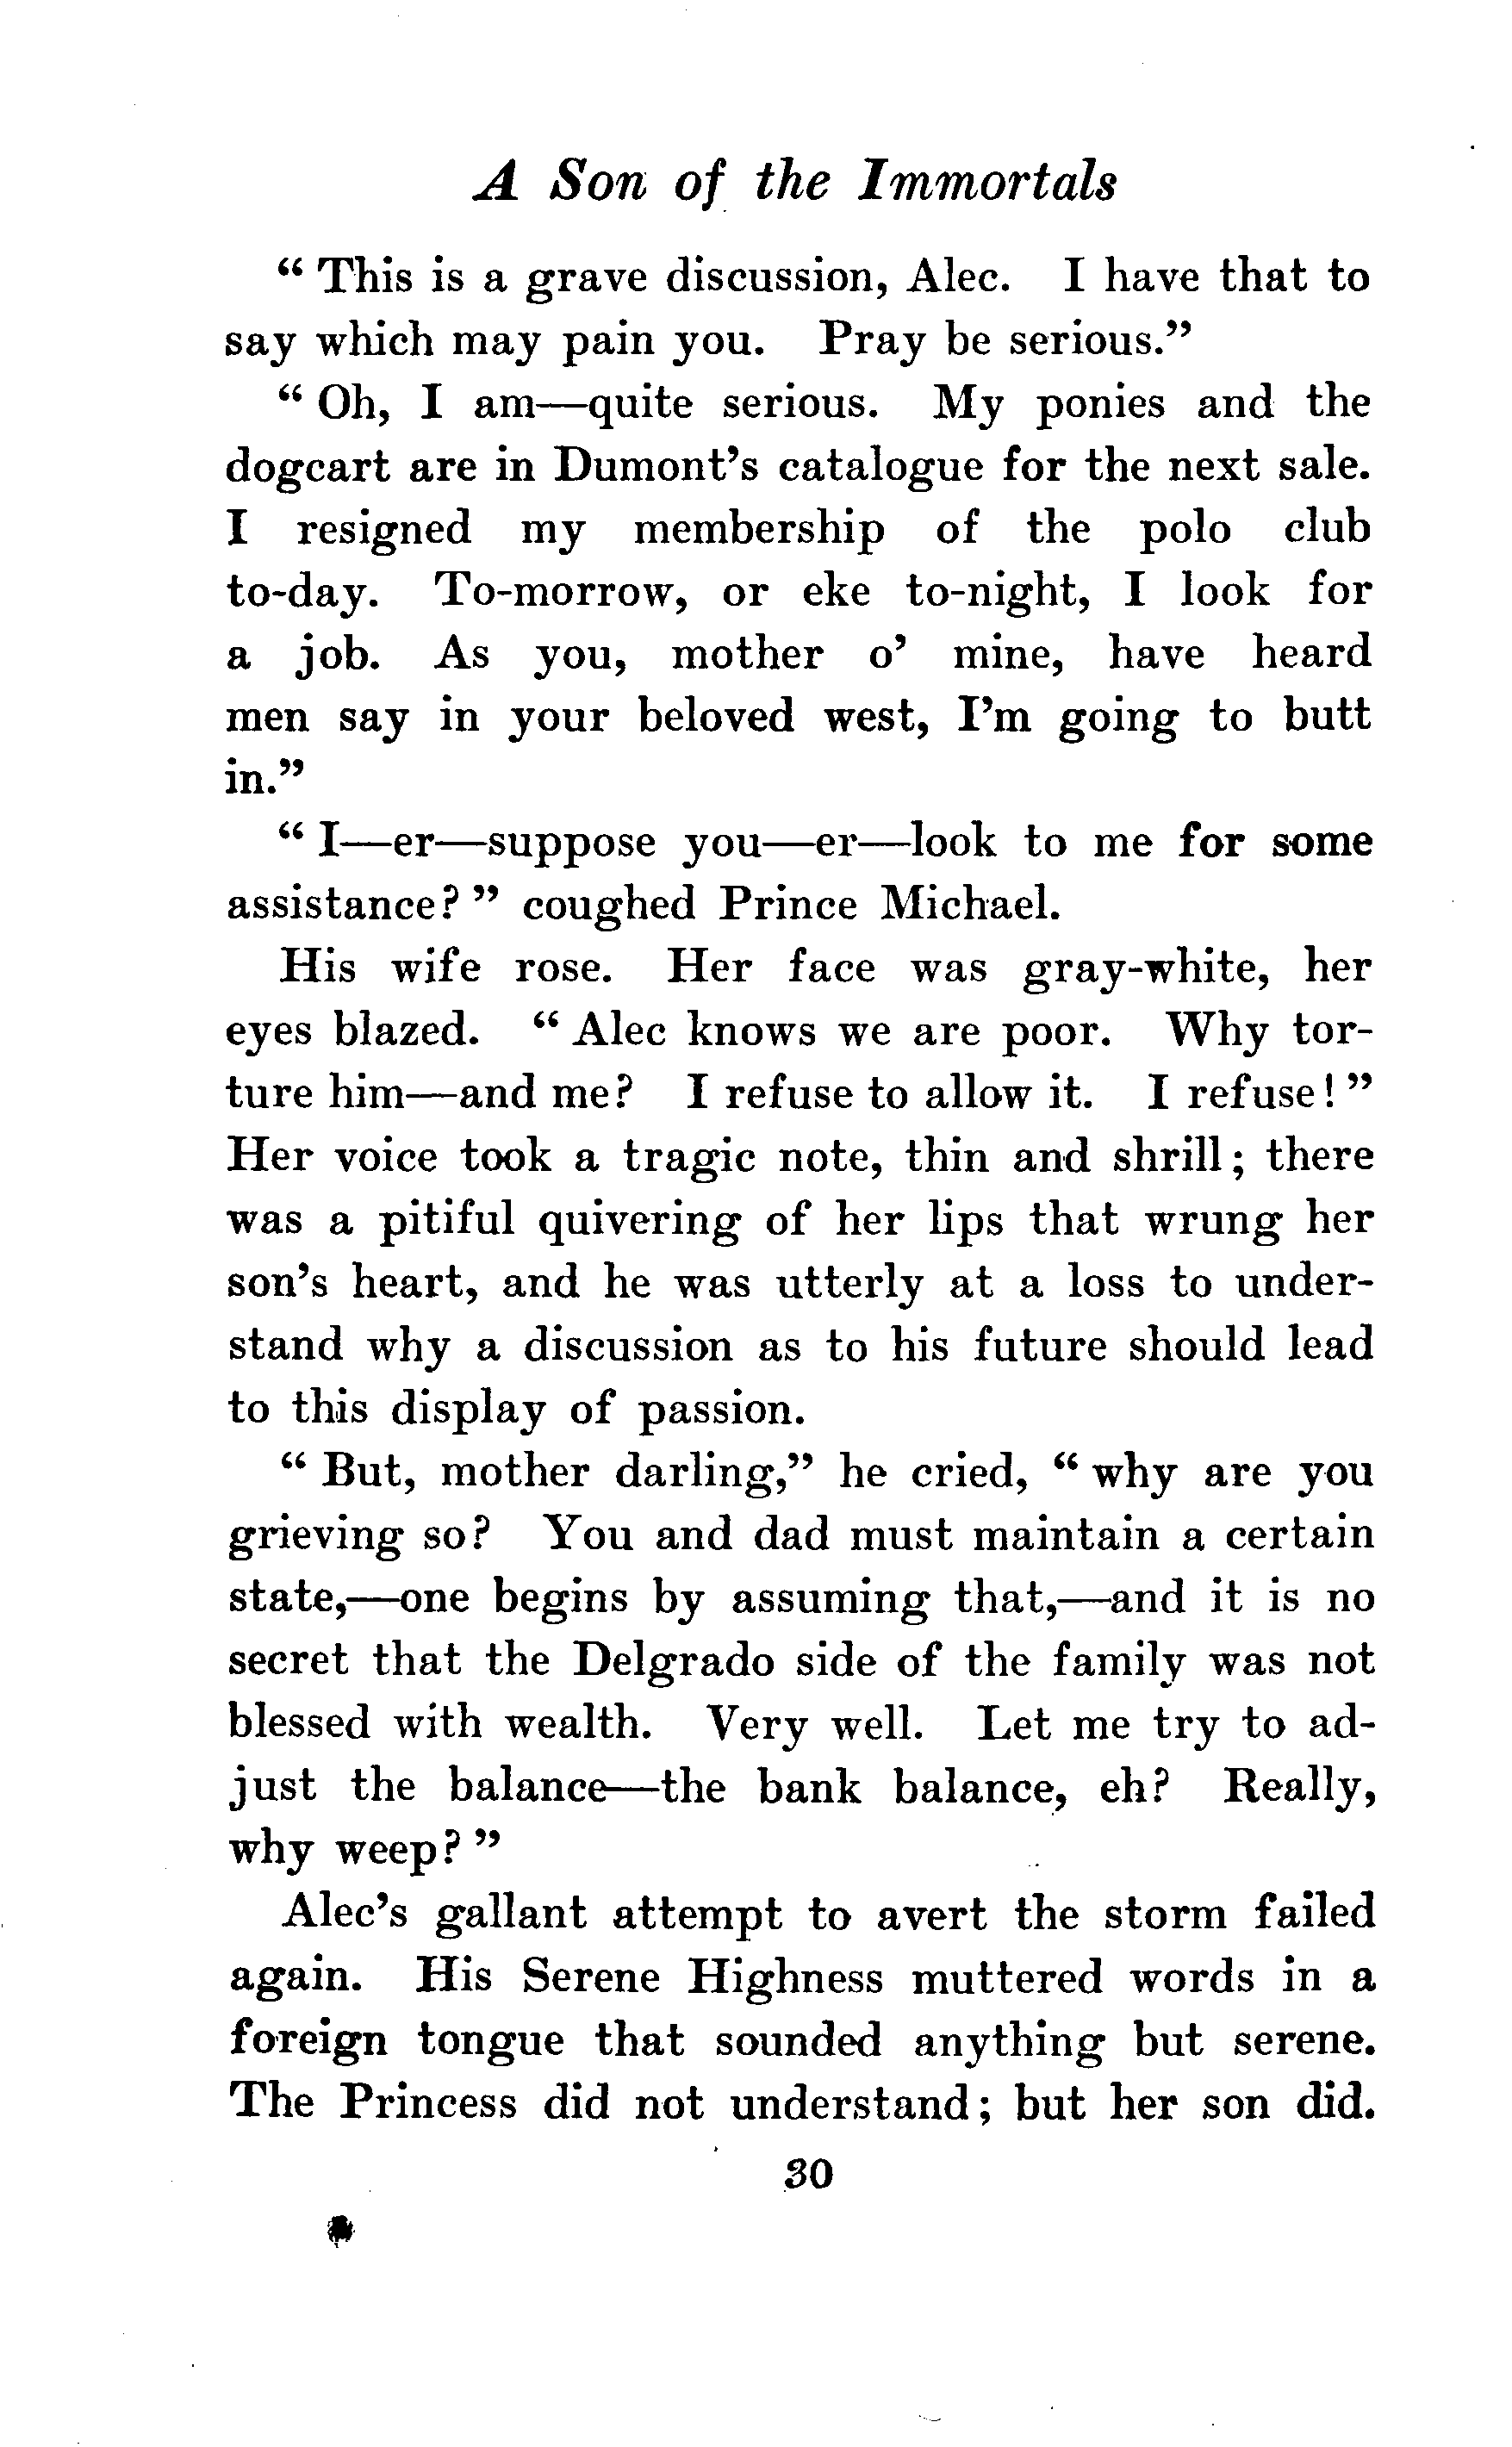 A Son of the Immortals
" This is a grave discussion, Alec. I have that to
say which may pain you. Pray be serious."
" Oh, I am—quite serious. My ponies and the
dogcart are in Dumont's catalogue for the next sale.
I resigned my membership of the polo club
to-day. To-morrow, or eke to-night, I look for
a job. As you, mother o' mine, have heard
men say in your beloved west, I'm going to butt
in."
" I—er—suppose you—er—look to me for some
assistance? " coughed Prince Michael.
His wife rose. Her face was gray-white, her
eyes blazed. " Alec knows we are poor. Why tor-
ture him—and me? I refuse to allow it. I refuse! "
Her voice took a tragic note, thin and shrill; there
was a pitiful quivering of her lips that wrung her
son's heart, and he was utterly at a loss to under-
stand why a discussion as to his future should lead
to this display of passion.
" But, mother darling," he cried, " why are you
grieving so? You and dad must maintain a certain
state,—one begins by assuming that,—and it is no
secret that the Delgrado side of the family was not
blessed with wealth. Very well. Let me try to ad-
just the balance—the bank balance, eh? Really,
why weep? "
Alec's gallant attempt to avert the storm failed
again. His Serene Highness muttered words in a
foreign tongue that sounded anything but serene.
The Princess did not understand; but her son did.
30